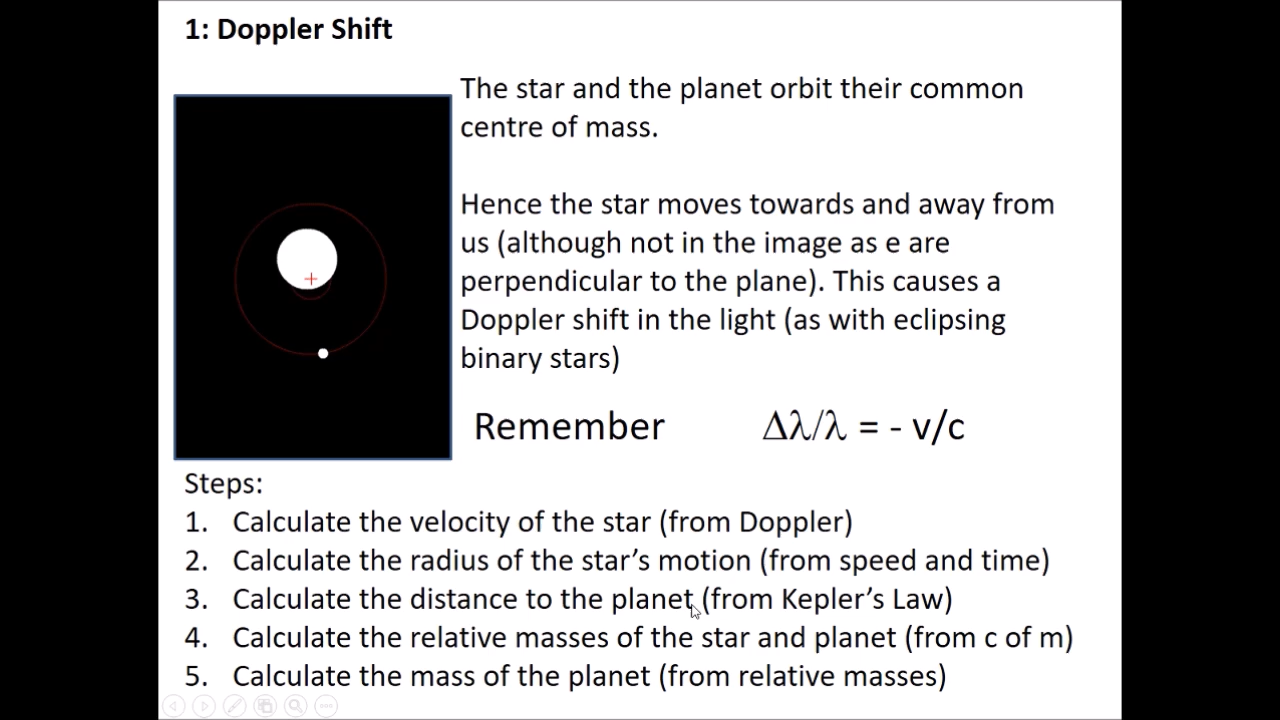 1: Doppler Shift
The star and the planet orbit their common
centre of mass.
Hence the star moves towards and away from
us (although not in the image as e are
perpendicular to the plane). This causes a
Doppler shift in the light (as with eclipsing
binary stars)
Remember Δλ/λ = - v/c
Steps:
1. Calculate the velocity of the star (from Doppler)
2. Calculate the radius of the star’s motion (from speed and time)
3. Calculate the distance to the planet (from Kepler’s Law)
4. Calculate the relative masses of the star and planet (from c of m)
5. Calculate the mass of the planet (from relative masses)